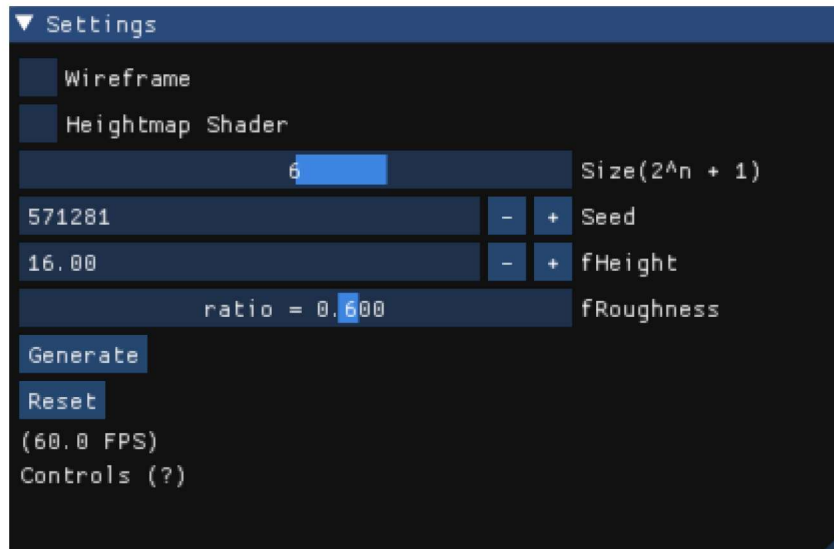 Settings
Wireframe
Heightmap Shader
6 Size(2^n + 1)
571281 - + Seed
16.00 - + fHeight
ratio = 0.600 fRoughness
Generate
Reset
(60.0 FPS)
Controls (?)